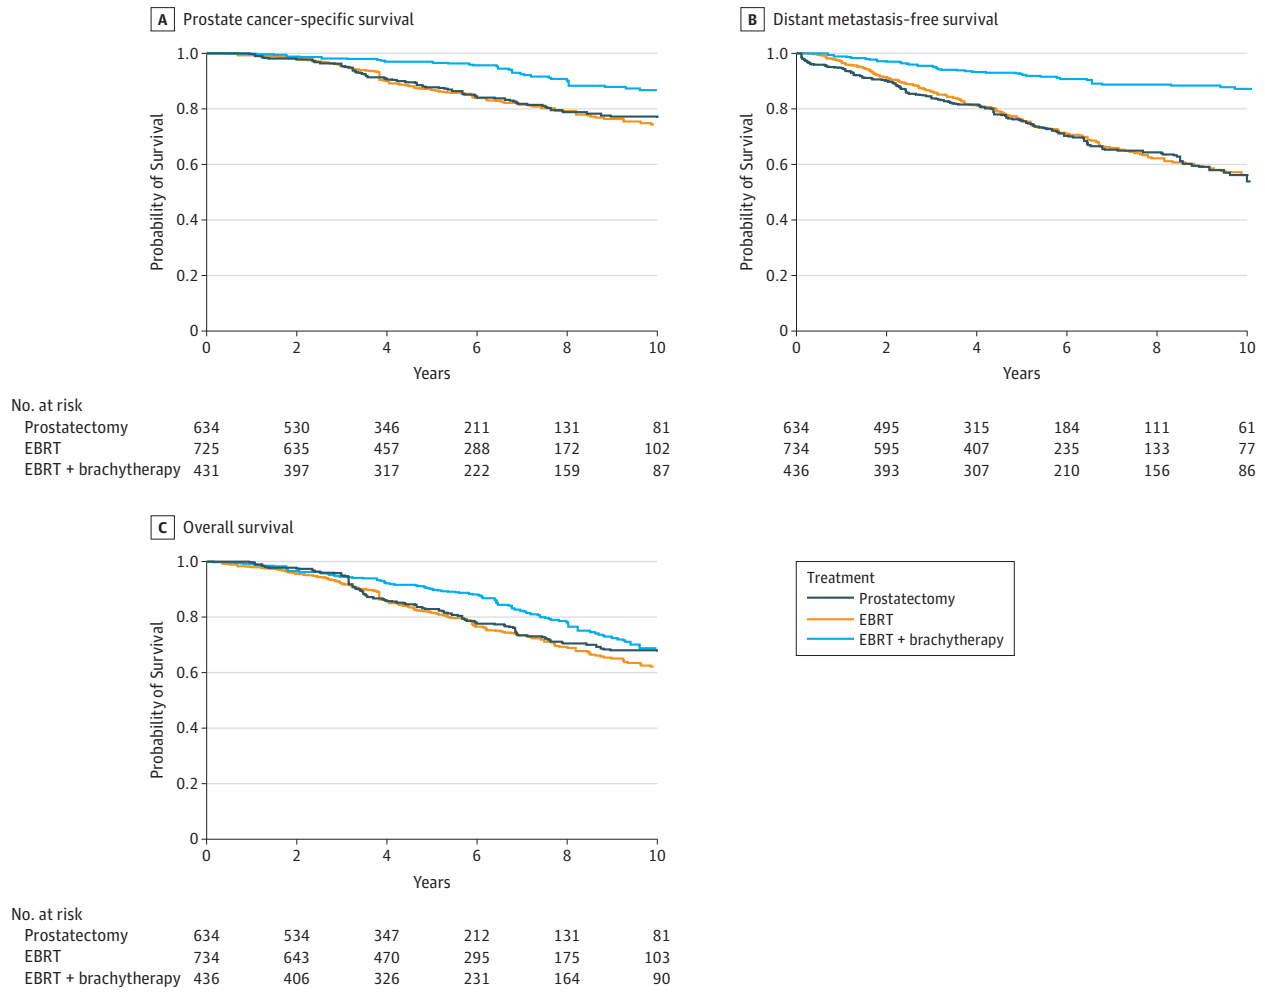 A Prostate cancer-specific survival
1.0
0.8
0.6
0.4
0.2
0
Probability of Survival
0 2 4 6 8 10
Years
No. at risk
Prostatectomy 634 530 346 211 131 81
EBRT 725 635 457 288 172 102
EBRT + brachytherapy 431 397 317 222 159 87
B Distant metastasis-free survival
1.0
0.8
0.6
0.4
0.2
0
Probability of Survival
0 2 4 6 8 10
Years
634 495 315 184 111 61
734 595 407 235 133 77
436 393 307 210 156 86
C Overall survival
1.0
0.8
0.6
0.4
0.2
0
Probability of Survival
0 2 4 6 8 10
Years
No. at risk
Prostatectomy 634 534 347 212 131 81
EBRT 734 643 470 295 175 103
EBRT + brachytherapy 436 406 326 231 164 90
Treatment
Prostatectomy
EBRT
EBRT + brachytherapy